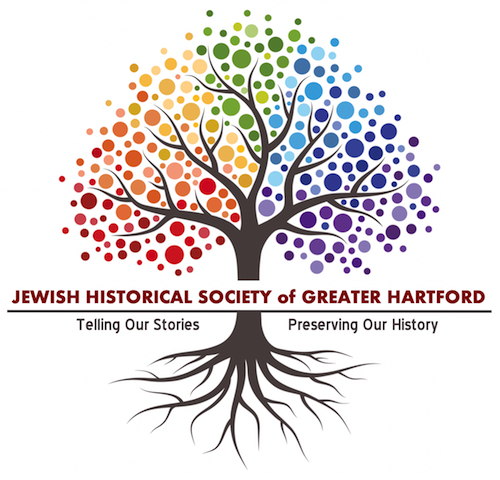 JEWISH HISTORICAL SOCIETY of GREATER HARTFORD
Telling Our Stories Preserving Our History